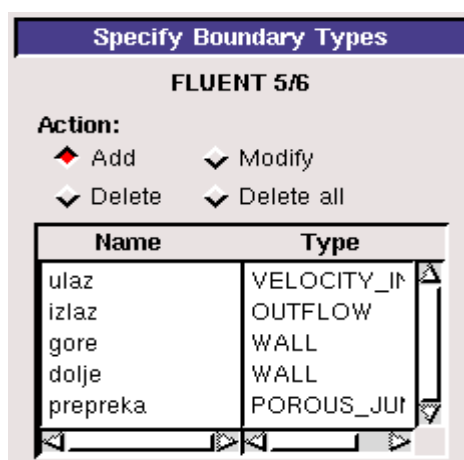 Specify Boundary Types
FLUENT 5/6
Action:
Add Modify
Delete Delete all
Name Type
ulaz VELOCITY_IN
izlaz OUTFLOW
gore WALL
dolje WALL
prepreka POROUS_JUI